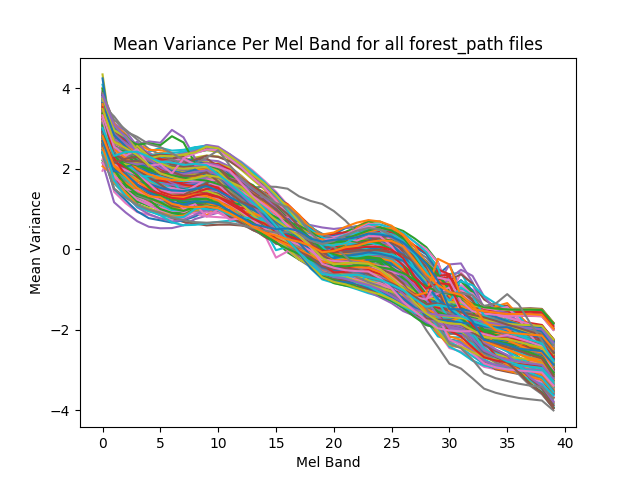 Mean Variance Per Mel Band for all forest_path files
Mean Variance
4
2
0
−2
−4
0 5 10 15 20 25 30 35 40
Mel Band